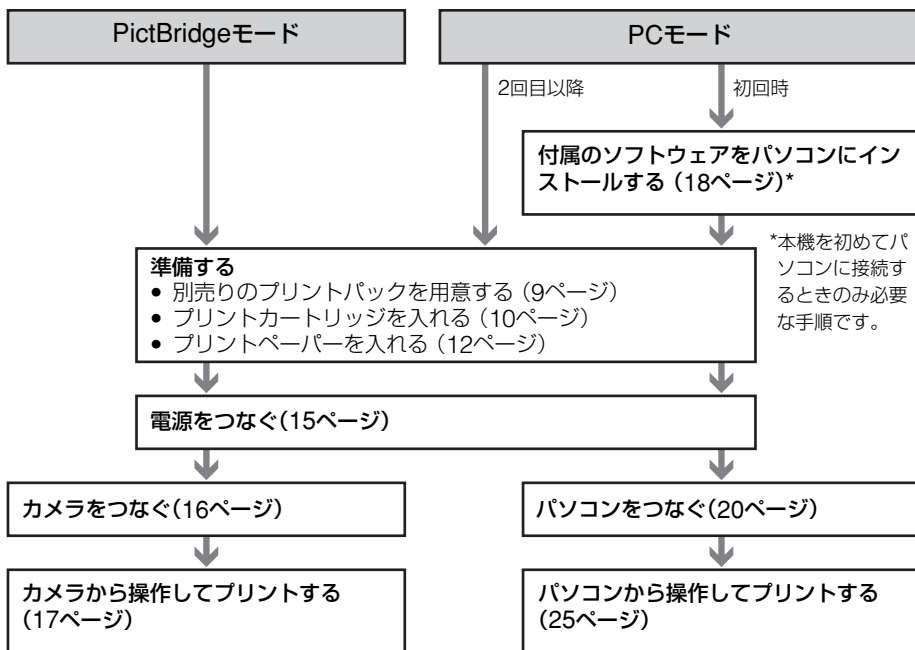 PictBridgeモード
PCモード
2回目以降
初回時
付属のソフトウェアをパソコンにイン
ストールする（18ページ）*
*本機を初めてパ
ソコンに接続す
るときのみ必要
な手順です。
準備する
• 別売りのプリントパックを用意する（9ページ）
• プリントカートリッジを入れる（10ページ）
• プリントペーパーを入れる（12ページ）
電源をつなぐ(15ページ)
カメラをつなぐ(16ページ)
パソコンをつなぐ(20ページ)
カメラから操作してプリントする
(17ページ)
パソコンから操作してプリントする
(25ページ)